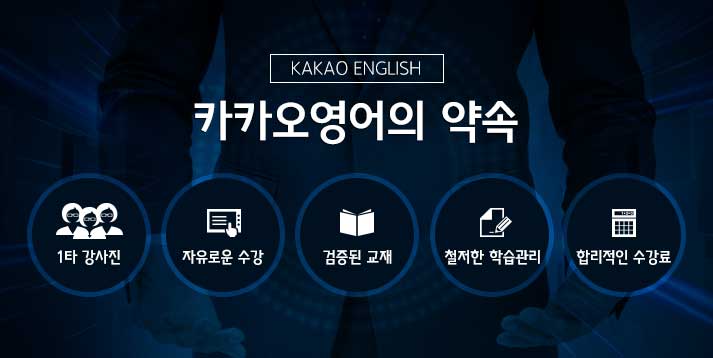 KAKAO ENGLISH
카카오영어의 약속
1타 강사진
자유로운 수강
검증된 교재
철저한 학습관리
합리적인 수강료